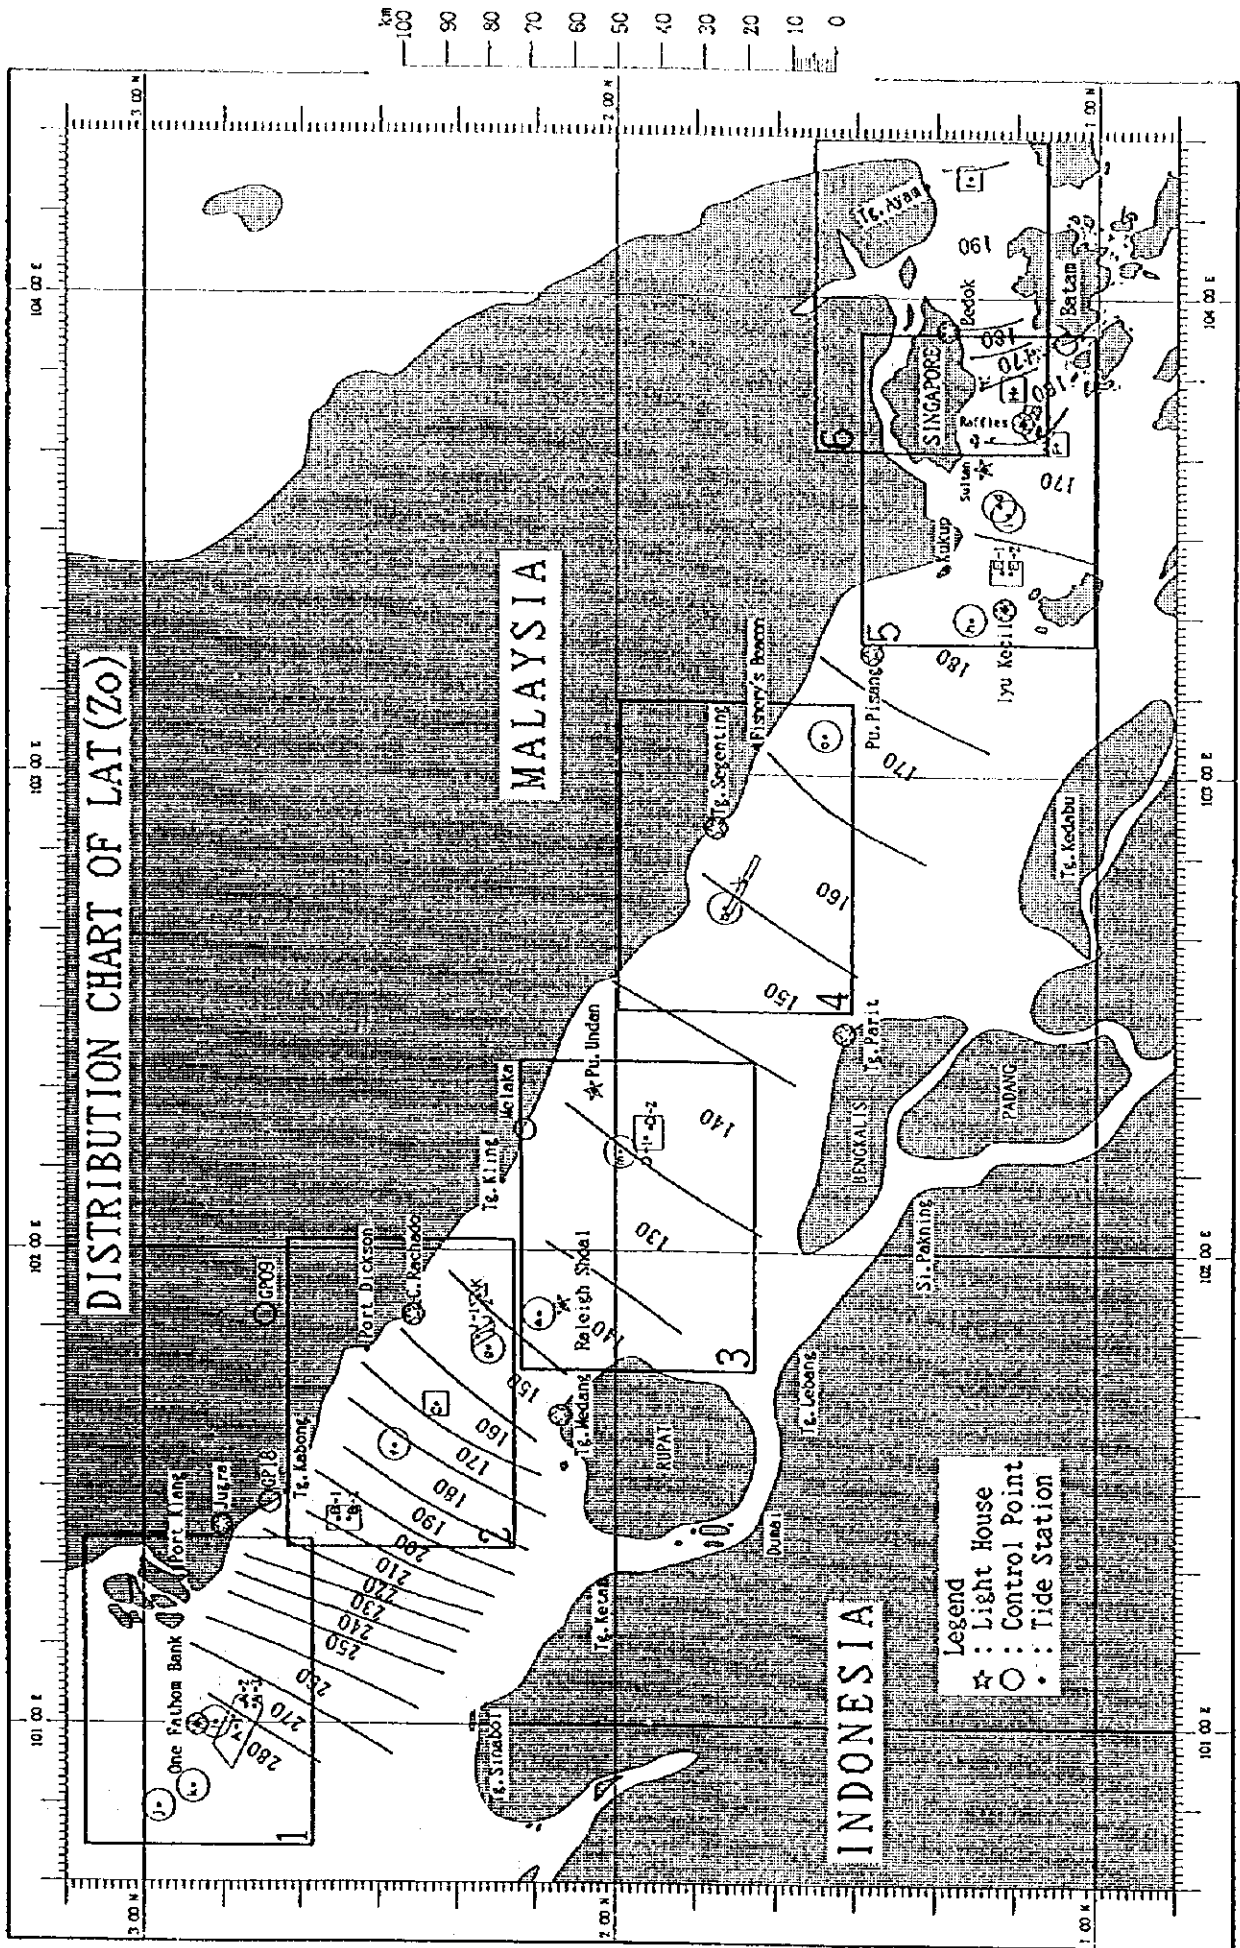 DISTRIBUTION CHART OF LAT(Zo)
MALAYSIA
INDONESIA
SINGAPORE
101 00 E
102 00 E
103 00 E
104 00 E
3 00 N
2 00 N
1 00 N
km
100
90
80
70
60
50
40
30
20
10
0
1
2
3
4
5
6
One Fathom Bank
Port Klang
Jugra
GP18
GP09
Tg. Kabong
Port Dickson
C. Rachado
Tg. Kling
Melaka
Pu. Undan
Raleigh Shoal
Tg. Medang
RUPAT
Dumai
Tg. Ketam
Tg. Sinaboi
Tg. Lebang
Si. Pakning
BENGKALIS
PADANG
Tg. Parit
Tg. Kedabu
Tg. Segenting
(Fishery's Beacon)
Pu. Pisang
Iyu Kecil
Kukup
Sultan
Raffles
Bedok
Batam
Tg. Ayam
280
270
260
250
240
230
220
210
200
190
180
170
160
150
140
130
140
150
160
170
180
170
160
170
180
190
Legend
☆ : Light House
○ : Control Point
• : Tide Station